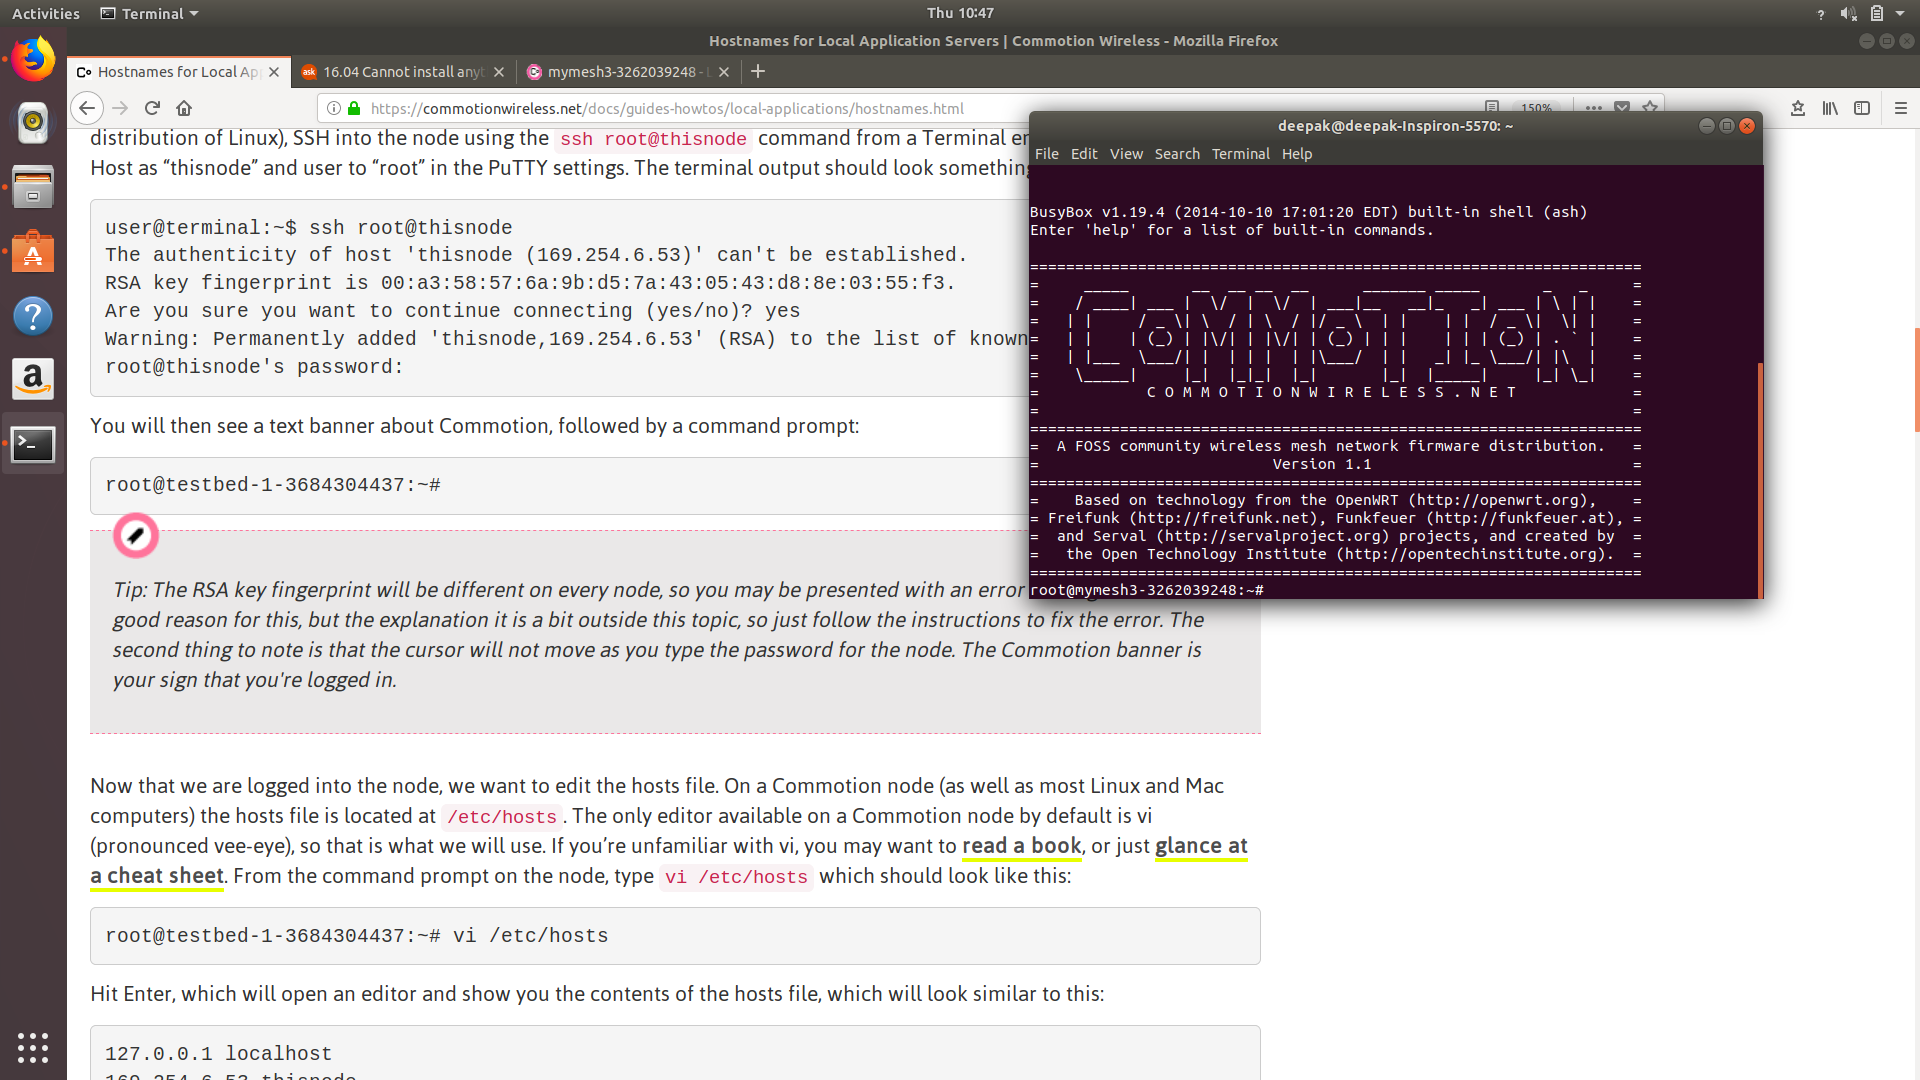 Activities Terminal Thu 10:47 ?
Hostnames for Local Application Servers | Commotion Wireless - Mozilla Firefox
Hostnames for Local Ap 16.04 Cannot install anyt mymesh3-3262039248 - L
https://commotionwireless.net/docs/guides-howtos/local-applications/hostnames.html 150%
distribution of Linux), SSH into the node using the ssh root@thisnode command from a Terminal
Host as “thisnode” and user to “root” in the PuTTY settings. The terminal output should look something
user@terminal:~$ ssh root@thisnode
The authenticity of host 'thisnode (169.254.6.53)' can't be established.
RSA key fingerprint is 00:a3:58:57:6a:9b:d5:7a:43:05:43:d8:8e:03:55:f3.
Are you sure you want to continue connecting (yes/no)? yes
Warning: Permanently added 'thisnode,169.254.6.53' (RSA) to the list of known
root@thisnode's password:
You will then see a text banner about Commotion, followed by a command prompt:
root@testbed-1-3684304437:~#
Tip: The RSA key fingerprint will be different on every node, so you may be presented with an error
good reason for this, but the explanation it is a bit outside this topic, so just follow the instructions to fix the error. The
second thing to note is that the cursor will not move as you type the password for the node. The Commotion banner is
your sign that you're logged in.
Now that we are logged into the node, we want to edit the hosts file. On a Commotion node (as well as most Linux and Mac
computers) the hosts file is located at /etc/hosts. The only editor available on a Commotion node by default is vi
(pronounced vee-eye), so that is what we will use. If you’re unfamiliar with vi, you may want to read a book, or just glance at
a cheat sheet. From the command prompt on the node, type vi /etc/hosts which should look like this:
root@testbed-1-3684304437:~# vi /etc/hosts
Hit Enter, which will open an editor and show you the contents of the hosts file, which will look similar to this:
127.0.0.1 localhost
169.254.6.53 thisnode
deepak@deepak-Inspiron-5570: ~
File Edit View Search Terminal Help
BusyBox v1.19.4 (2014-10-10 17:01:20 EDT) built-in shell (ash)
Enter 'help' for a list of built-in commands.
COMMOTION
COMMOTIONWIRELESS.NET
A FOSS community wireless mesh network firmware distribution.
Version 1.1
Based on technology from the OpenWRT (http://openwrt.org),
Freifunk (http://freifunk.net), Funkfeuer (http://funkfeuer.at),
and Serval (http://servalproject.org) projects, and created by
the Open Technology Institute (http://opentechinstitute.org).
root@mymesh3-3262039248:~#